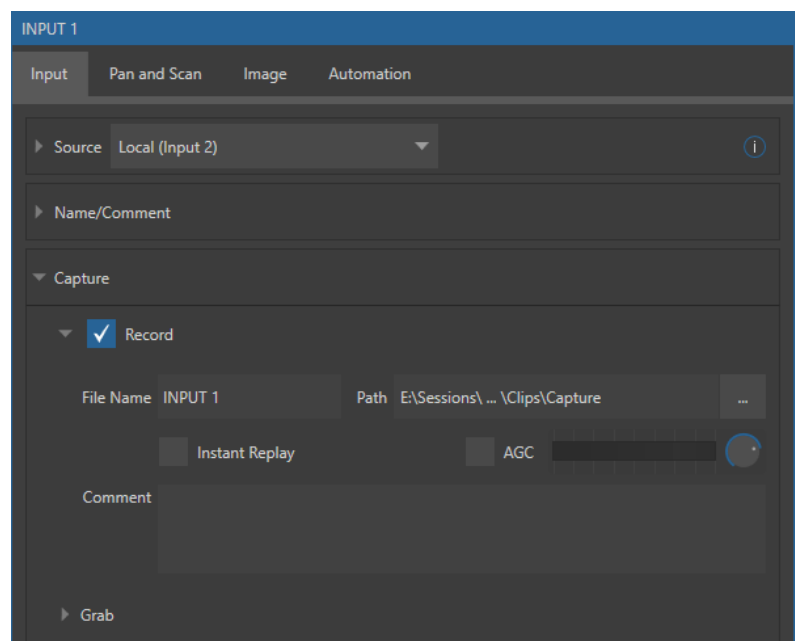 INPUT 1
Input Pan and Scan Image Automation
Source Local (Input 2) i
Name/Comment
Capture
Record
File Name INPUT 1 Path E:\Sessions\ ... \Clips\Capture ...
Instant Replay AGC
Comment
Grab